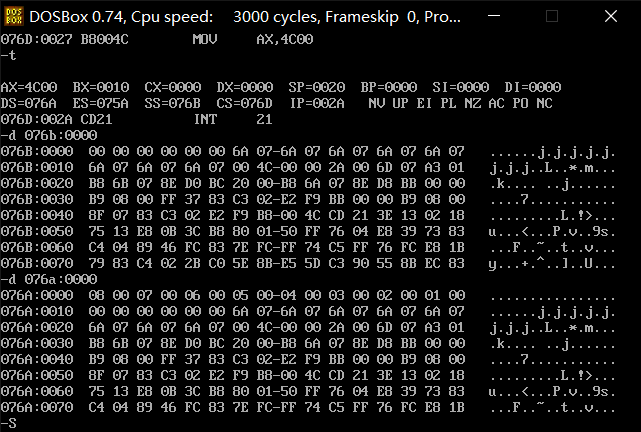 DOSBox 0.74, Cpu speed:    3000 cycles, Frameskip  0, Pro...
076D:0027 B8004C        MOV     AX,4C00
-t

AX=4C00  BX=0010  CX=0000  DX=0000  SP=0020  BP=0000  SI=0000  DI=0000
DS=076A  ES=075A  SS=076B  CS=076D  IP=002A   NV UP EI PL NZ AC PO NC
076D:002A CD21          INT     21
-d 076b:0000
076B:0000  00 00 00 00 00 00 6A 07-6A 07 6A 07 6A 07 6A 07   ......j.j.j.j.j.
076B:0010  6A 07 6A 07 6A 07 00 4C-00 00 2A 00 6D 07 A3 01   j.j.j..L..*.m...
076B:0020  B8 6B 07 8E D0 BC 20 00-B8 6A 07 8E D8 BB 00 00   .k.... ..j......
076B:0030  B9 08 00 FF 37 83 C3 02-E2 F9 BB 00 00 B9 08 00   ....7...........
076B:0040  8F 07 83 C3 02 E2 F9 B8-00 4C CD 21 3E 13 02 18   .........L.!>...
076B:0050  75 13 E8 0B 3C B8 80 01-50 FF 76 04 E8 39 73 83   u...<...P.v..9s.
076B:0060  C4 04 89 46 FC 83 7E FC-FF 74 C5 FF 76 FC E8 1B   ...F..~..t..v...
076B:0070  79 83 C4 02 2B C0 5E 8B-E5 5D C3 90 55 8B EC 83   y...+.^..]..U...
-d 076a:0000
076A:0000  08 00 07 00 06 00 05 00-04 00 03 00 02 00 01 00   ................
076A:0010  00 00 00 00 00 00 6A 07-6A 07 6A 07 6A 07 6A 07   ......j.j.j.j.j.
076A:0020  6A 07 6A 07 6A 07 00 4C-00 00 2A 00 6D 07 A3 01   j.j.j..L..*.m...
076A:0030  B8 6B 07 8E D0 BC 20 00-B8 6A 07 8E D8 BB 00 00   .k.... ..j......
076A:0040  B9 08 00 FF 37 83 C3 02-E2 F9 BB 00 00 B9 08 00   ....7...........
076A:0050  8F 07 83 C3 02 E2 F9 B8-00 4C CD 21 3E 13 02 18   .........L.!>...
076A:0060  75 13 E8 0B 3C B8 80 01-50 FF 76 04 E8 39 73 83   u...<...P.v..9s.
076A:0070  C4 04 89 46 FC 83 7E FC-FF 74 C5 FF 76 FC E8 1B   ...F..~..t..v...
-S